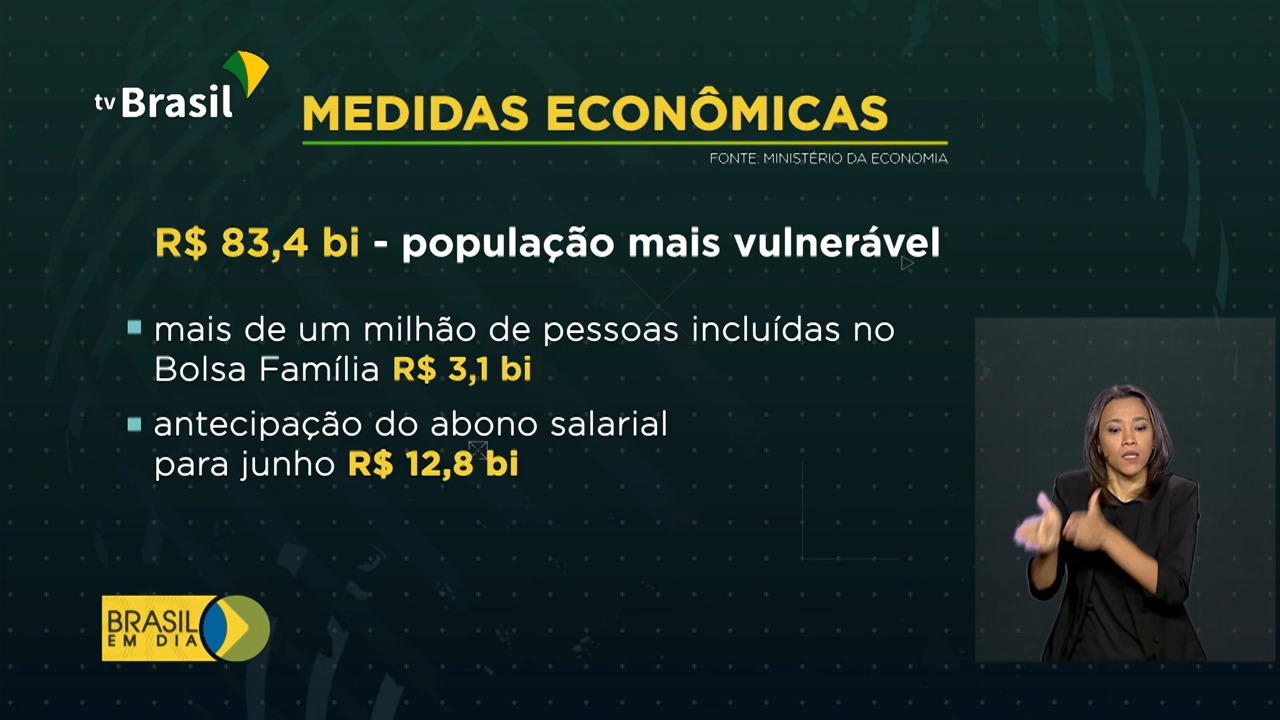 tv Brasil
MEDIDAS ECONÔMICAS
FONTE: MINISTÉRIO DA ECONOMIA
R$ 83,4 bi - população mais vulnerável
mais de um milhão de pessoas incluídas no
Bolsa Família R$ 3,1 bi
antecipação do abono salarial
para junho R$ 12,8 bi
BRASIL
EM DIA